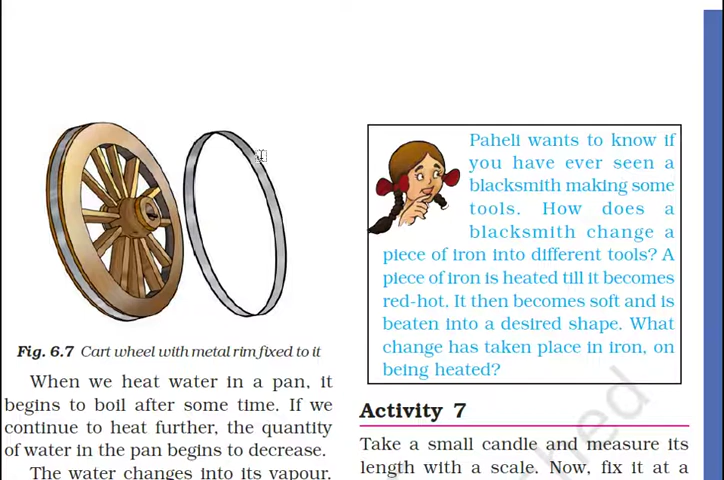 Fig. 6.7 Cart wheel with metal rim fixed to it
When we heat water in a pan, it
begins to boil after some time. If we
continue to heat further, the quantity
of water in the pan begins to decrease.
The water changes into its vapour.
Paheli wants to know if
you have ever seen a
blacksmith making some
tools. How does a
blacksmith change a
piece of iron into different tools? A
piece of iron is heated till it becomes
red-hot. It then becomes soft and is
beaten into a desired shape. What
change has taken place in iron, on
being heated?
Activity 7
Take a small candle and measure its
length with a scale. Now, fix it at a